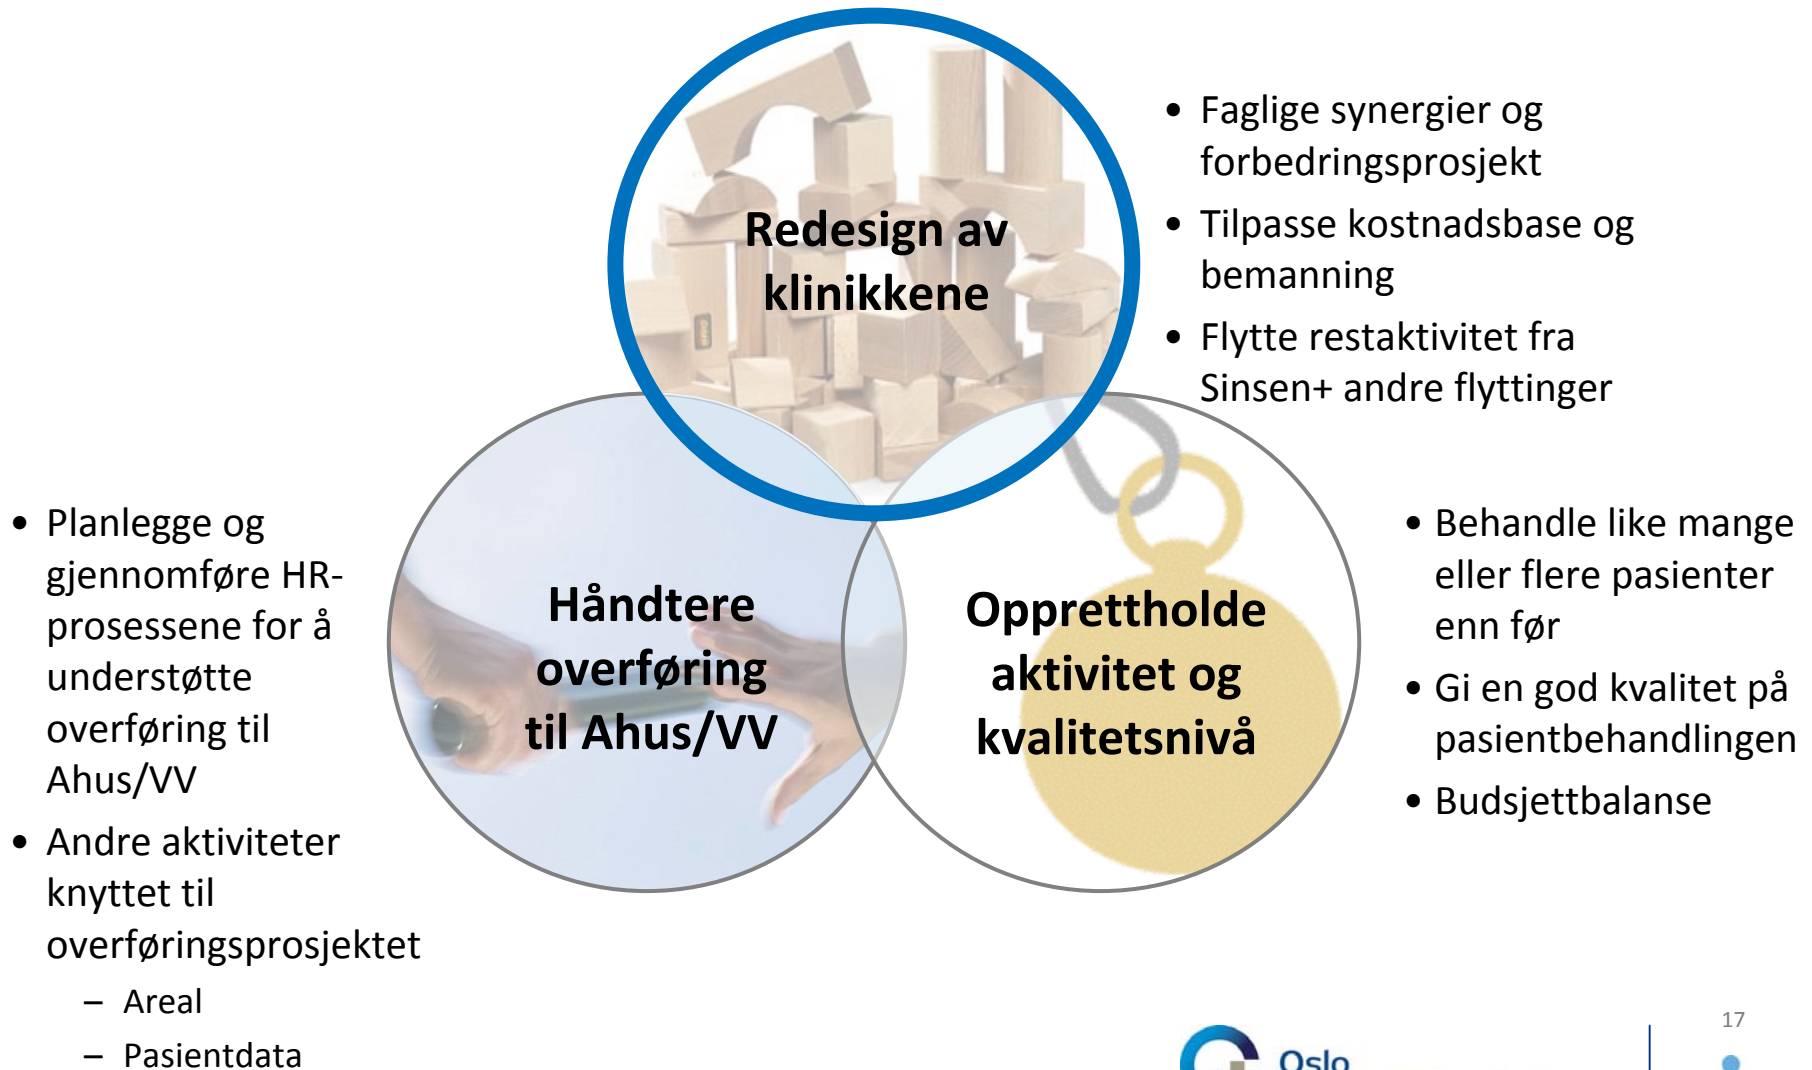 Redesign av
klinikkene
• Faglige synergier og
forbedringsprosjekt
• Tilpasse kostnadsbase og
bemanning
• Flytte restaktivitet fra
Sinsen+ andre flyttinger
• Planlegge og
gjennomføre HR-
prosessene for å
understøtte
overføring til
Ahus/VV
• Andre aktiviteter
knyttet til
overføringsprosjektet
– Areal
– Pasientdata
Håndtere
overføring
til Ahus/VV
Opprettholde
aktivitet og
kvalitetsnivå
• Behandle like mange
eller flere pasienter
enn før
• Gi en god kvalitet på
pasientbehandlingen
• Budsjettbalanse
Oslo
17